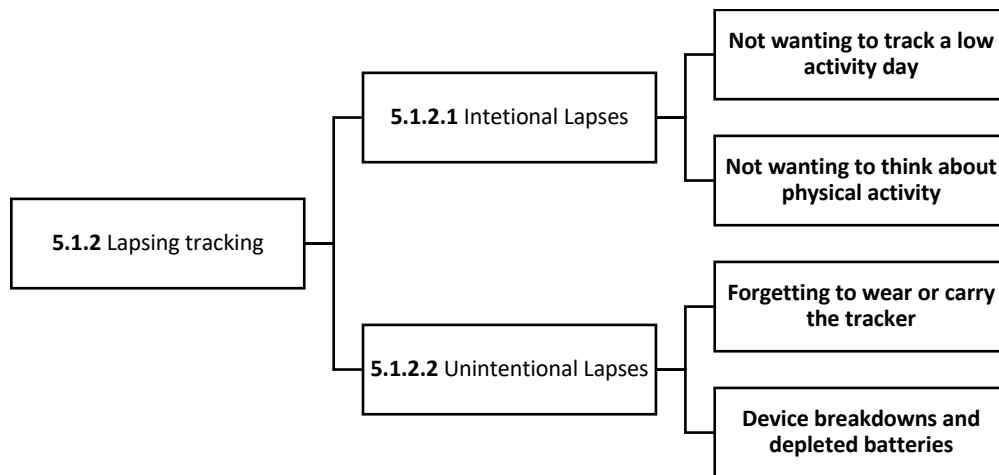 Not wanting to track a low
activity day
5.1.2.1 Intetional Lapses
Not wanting to think about
physical activity
5.1.2 Lapsing tracking
Forgetting to wear or carry
the tracker
5.1.2.2 Unintentional Lapses
Device breakdowns and
depleted batteries